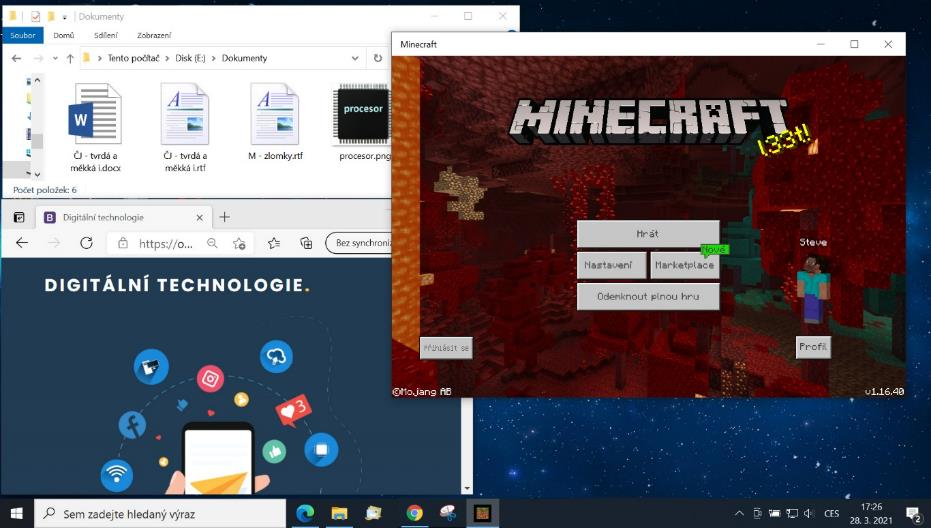 Dokumenty
Soubor Domů Sdílení Zobrazení
Tento počítač > Disk (E:) > Dokumenty
W
procesor
ČJ - tvrdá a měkká i.docx
ČJ - tvrdá a měkká i.rtf
M - zlomky.rtf
procesor.png
Počet položek: 6
Digitální technologie
https://o...
Bez synchroniz
DIGITÁLNÍ TECHNOLOGIE.
3
Minecraft
MINECRAFT
l33t!
Hrát
Nové
Nastavení
Marketplace
Odemknout plnou hru
Steve
Přihlásit se
Profil
©Mojang AB
v1.16.40
Sem zadejte hledaný výraz
CES
17:26
28. 3. 2021
2